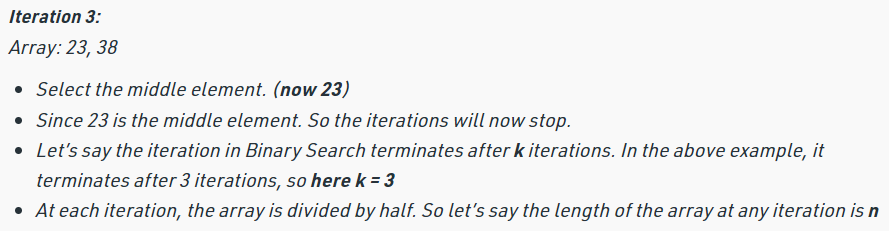 Iteration 3:
Array: 23, 38
• Select the middle element. (now 23)
• Since 23 is the middle element. So the iterations will now stop.
• Let's say the iteration in Binary Search terminates after k iterations. In the above example, it
terminates after 3 iterations, so here k = 3
• At each iteration, the array is divided by half. So let's say the length of the array at any iteration is n